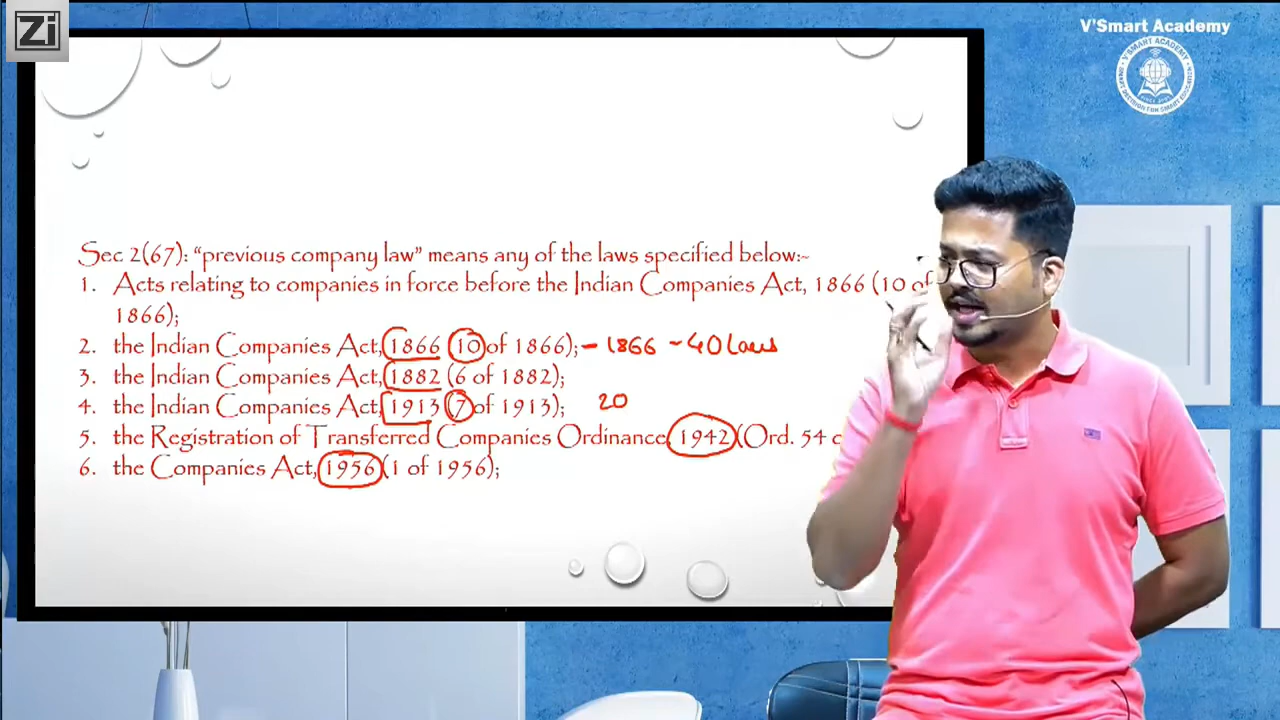 Zi
V'Smart Academy
V SMART ACADEMY
Sec 2(67): "previous company law" means any of the laws specified below:-
1. Acts relating to companies in force before the Indian Companies Act, 1866 (10 of
1866);
2. the Indian Companies Act, 1866 (10 of 1866); - 1866 - 40 laws
3. the Indian Companies Act, 1882 (6 of 1882);
4. the Indian Companies Act, 1913 (7 of 1913); 20
5. the Registration of Transferred Companies Ordinance, 1942 (Ord. 54
6. the Companies Act, 1956 (1 of 1956);